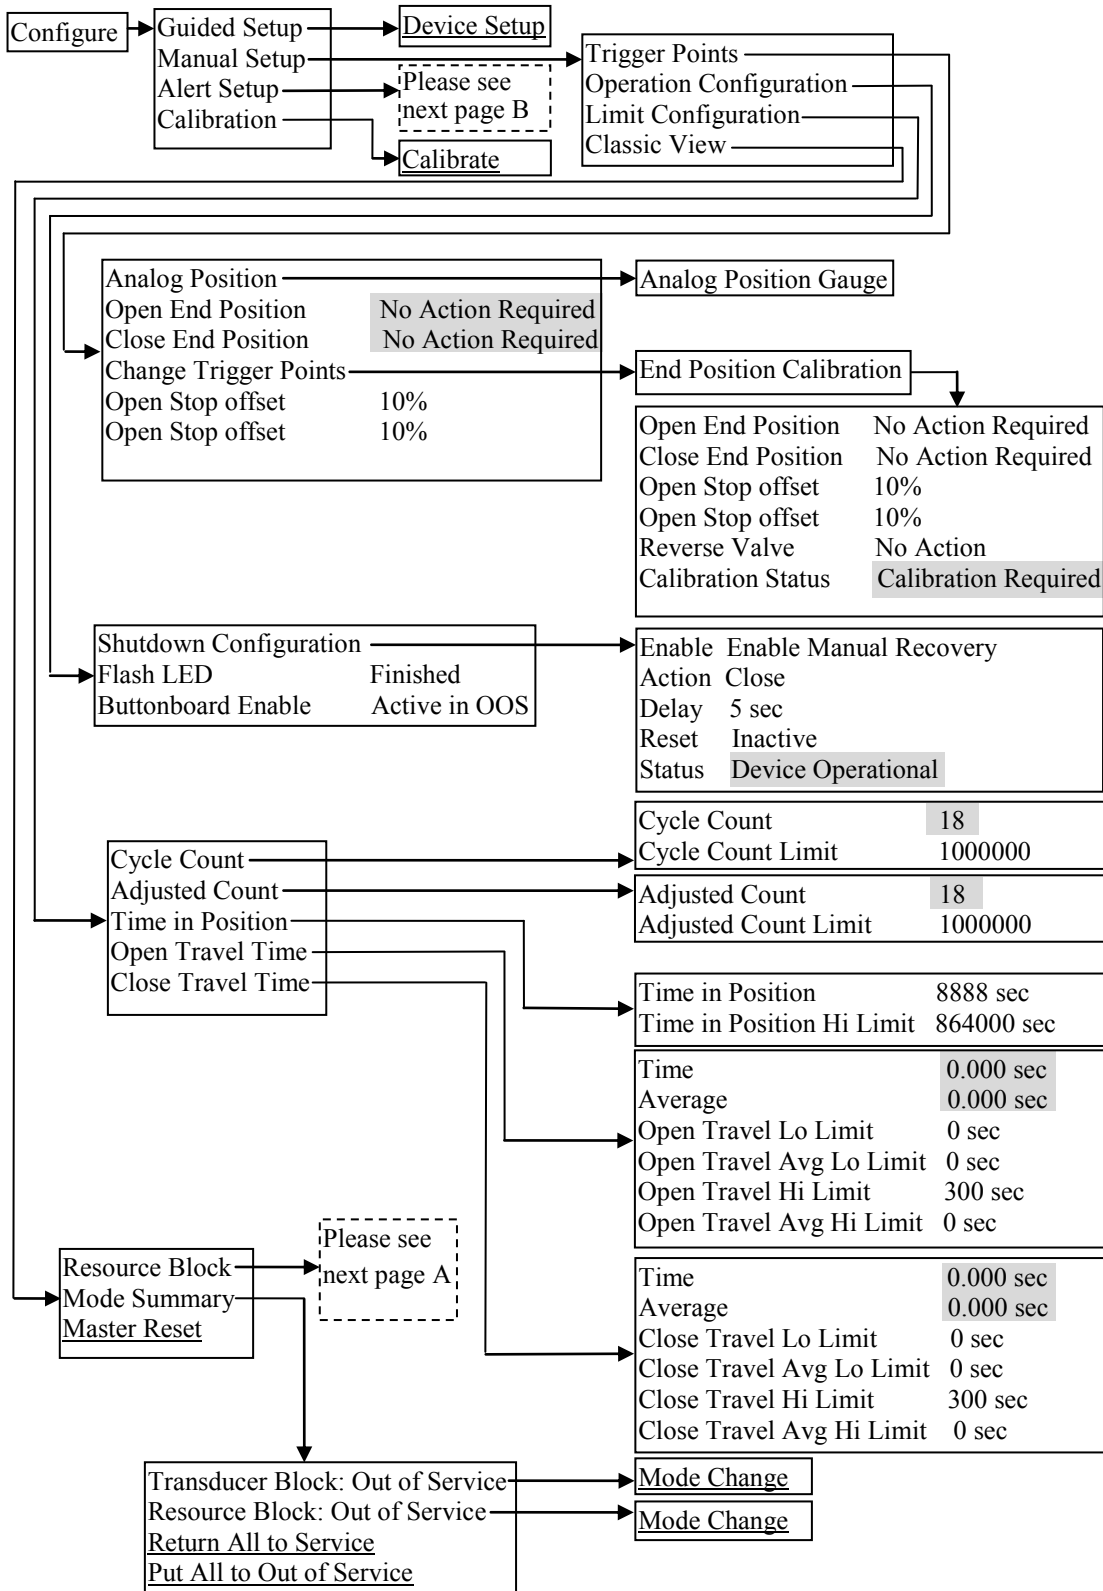 Configure
Guided Setup
Manual Setup
Alert Setup
Calibration
Device Setup
Please see
next page B
Calibrate
Trigger Points
Operation Configuration
Limit Configuration
Classic View
Analog Position
Open End Position No Action Required
Close End Position No Action Required
Change Trigger Points
Open Stop offset 10%
Open Stop offset 10%
Analog Position Gauge
End Position Calibration
Open End Position No Action Required
Close End Position No Action Required
Open Stop offset 10%
Open Stop offset 10%
Reverse Valve No Action
Calibration Status Calibration Required
Shutdown Configuration
Flash LED Finished
Buttonboard Enable Active in OOS
Enable Enable Manual Recovery
Action Close
Delay 5 sec
Reset Inactive
Status Device Operational
Cycle Count
Adjusted Count
Time in Position
Open Travel Time
Close Travel Time
Cycle Count 18
Cycle Count Limit 1000000
Adjusted Count 18
Adjusted Count Limit 1000000
Time in Position 8888 sec
Time in Position Hi Limit 864000 sec
Time 0.000 sec
Average 0.000 sec
Open Travel Lo Limit 0 sec
Open Travel Avg Lo Limit 0 sec
Open Travel Hi Limit 300 sec
Open Travel Avg Hi Limit 0 sec
Time 0.000 sec
Average 0.000 sec
Close Travel Lo Limit 0 sec
Close Travel Avg Lo Limit 0 sec
Close Travel Hi Limit 300 sec
Close Travel Avg Hi Limit 0 sec
Resource Block
Mode Summary
Master Reset
Please see
next page A
Transducer Block: Out of Service
Resource Block: Out of Service
Return All to Service
Put All to Out of Service
Mode Change
Mode Change